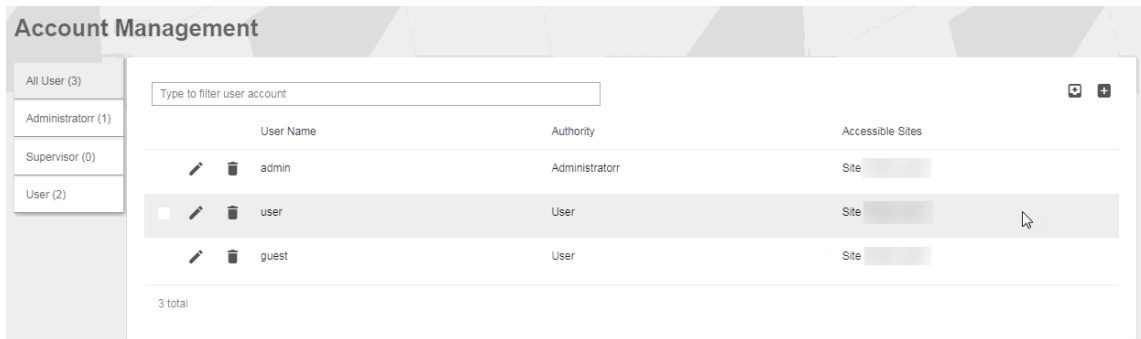 Account Management
All User (3)
Administratorr (1)
Supervisor (0)
User (2)
Type to filter user account
User Name Authority Accessible Sites
admin Administratorr Site
user User Site
guest User Site
3 total